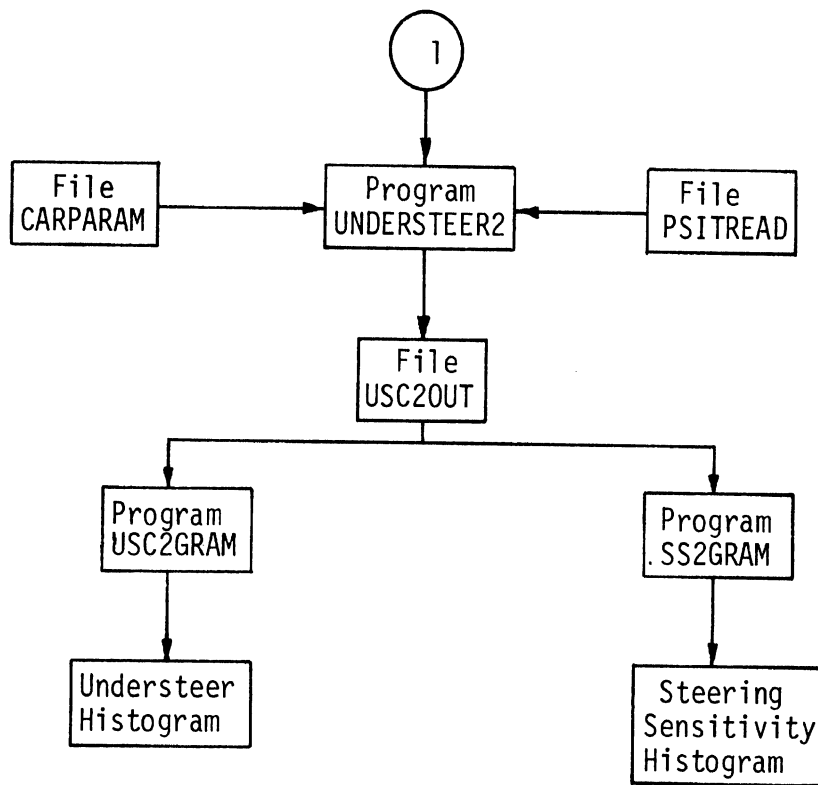 1
File
CARPARAM
Program
UNDERSTEER2
File
PSITREAD
File
USC2OUT
Program
USC2GRAM
Program
.SS2GRAM
Understeer
Histogram
Steering
Sensitivity
Histogram